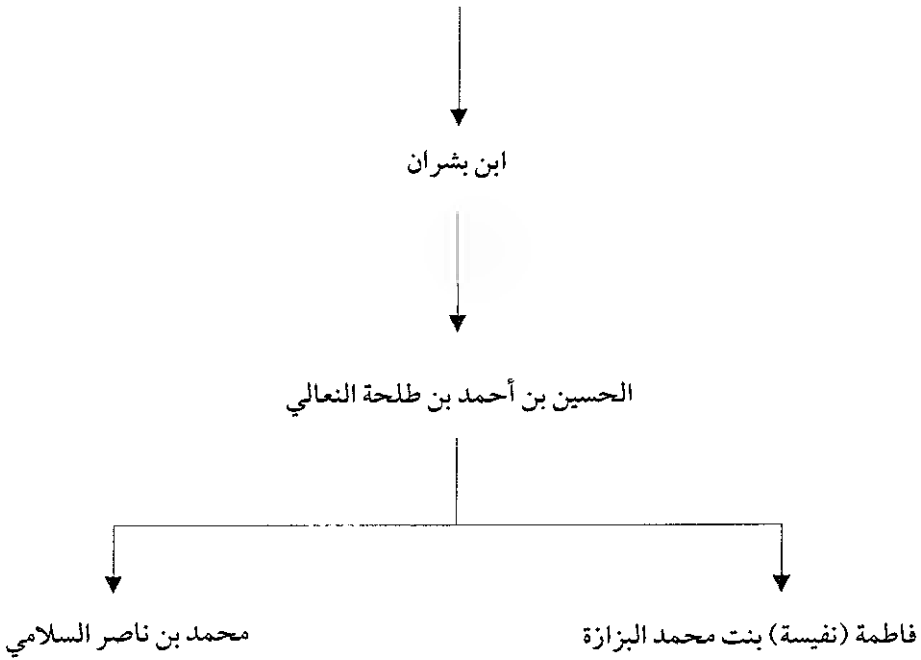 ابن بشران
الحسين بن أحمد بن طلحة النعالي
فاطمة (نفيسة) بنت محمد البزازة
محمد بن ناصر السلامي